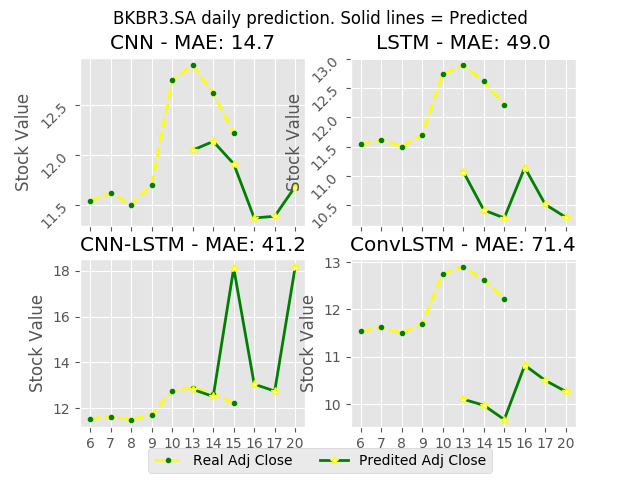 BKBR3.SA daily prediction. Solid lines = Predicted
CNN - MAE: 14.7
Stock Value
12.5
12.0
11.5
LSTM - MAE: 49.0
Stock Value
13.0
12.5
12.0
11.5
11.0
10.5
CNN-LSTM - MAE: 41.2
Stock Value
18
16
14
12
6 7 8 9 10 13 14 15 16 17 20
ConvLSTM - MAE: 71.4
Stock Value
13
12
11
10
6 7 8 9 10 13 14 15 16 17 20
Real Adj Close
Predited Adj Close